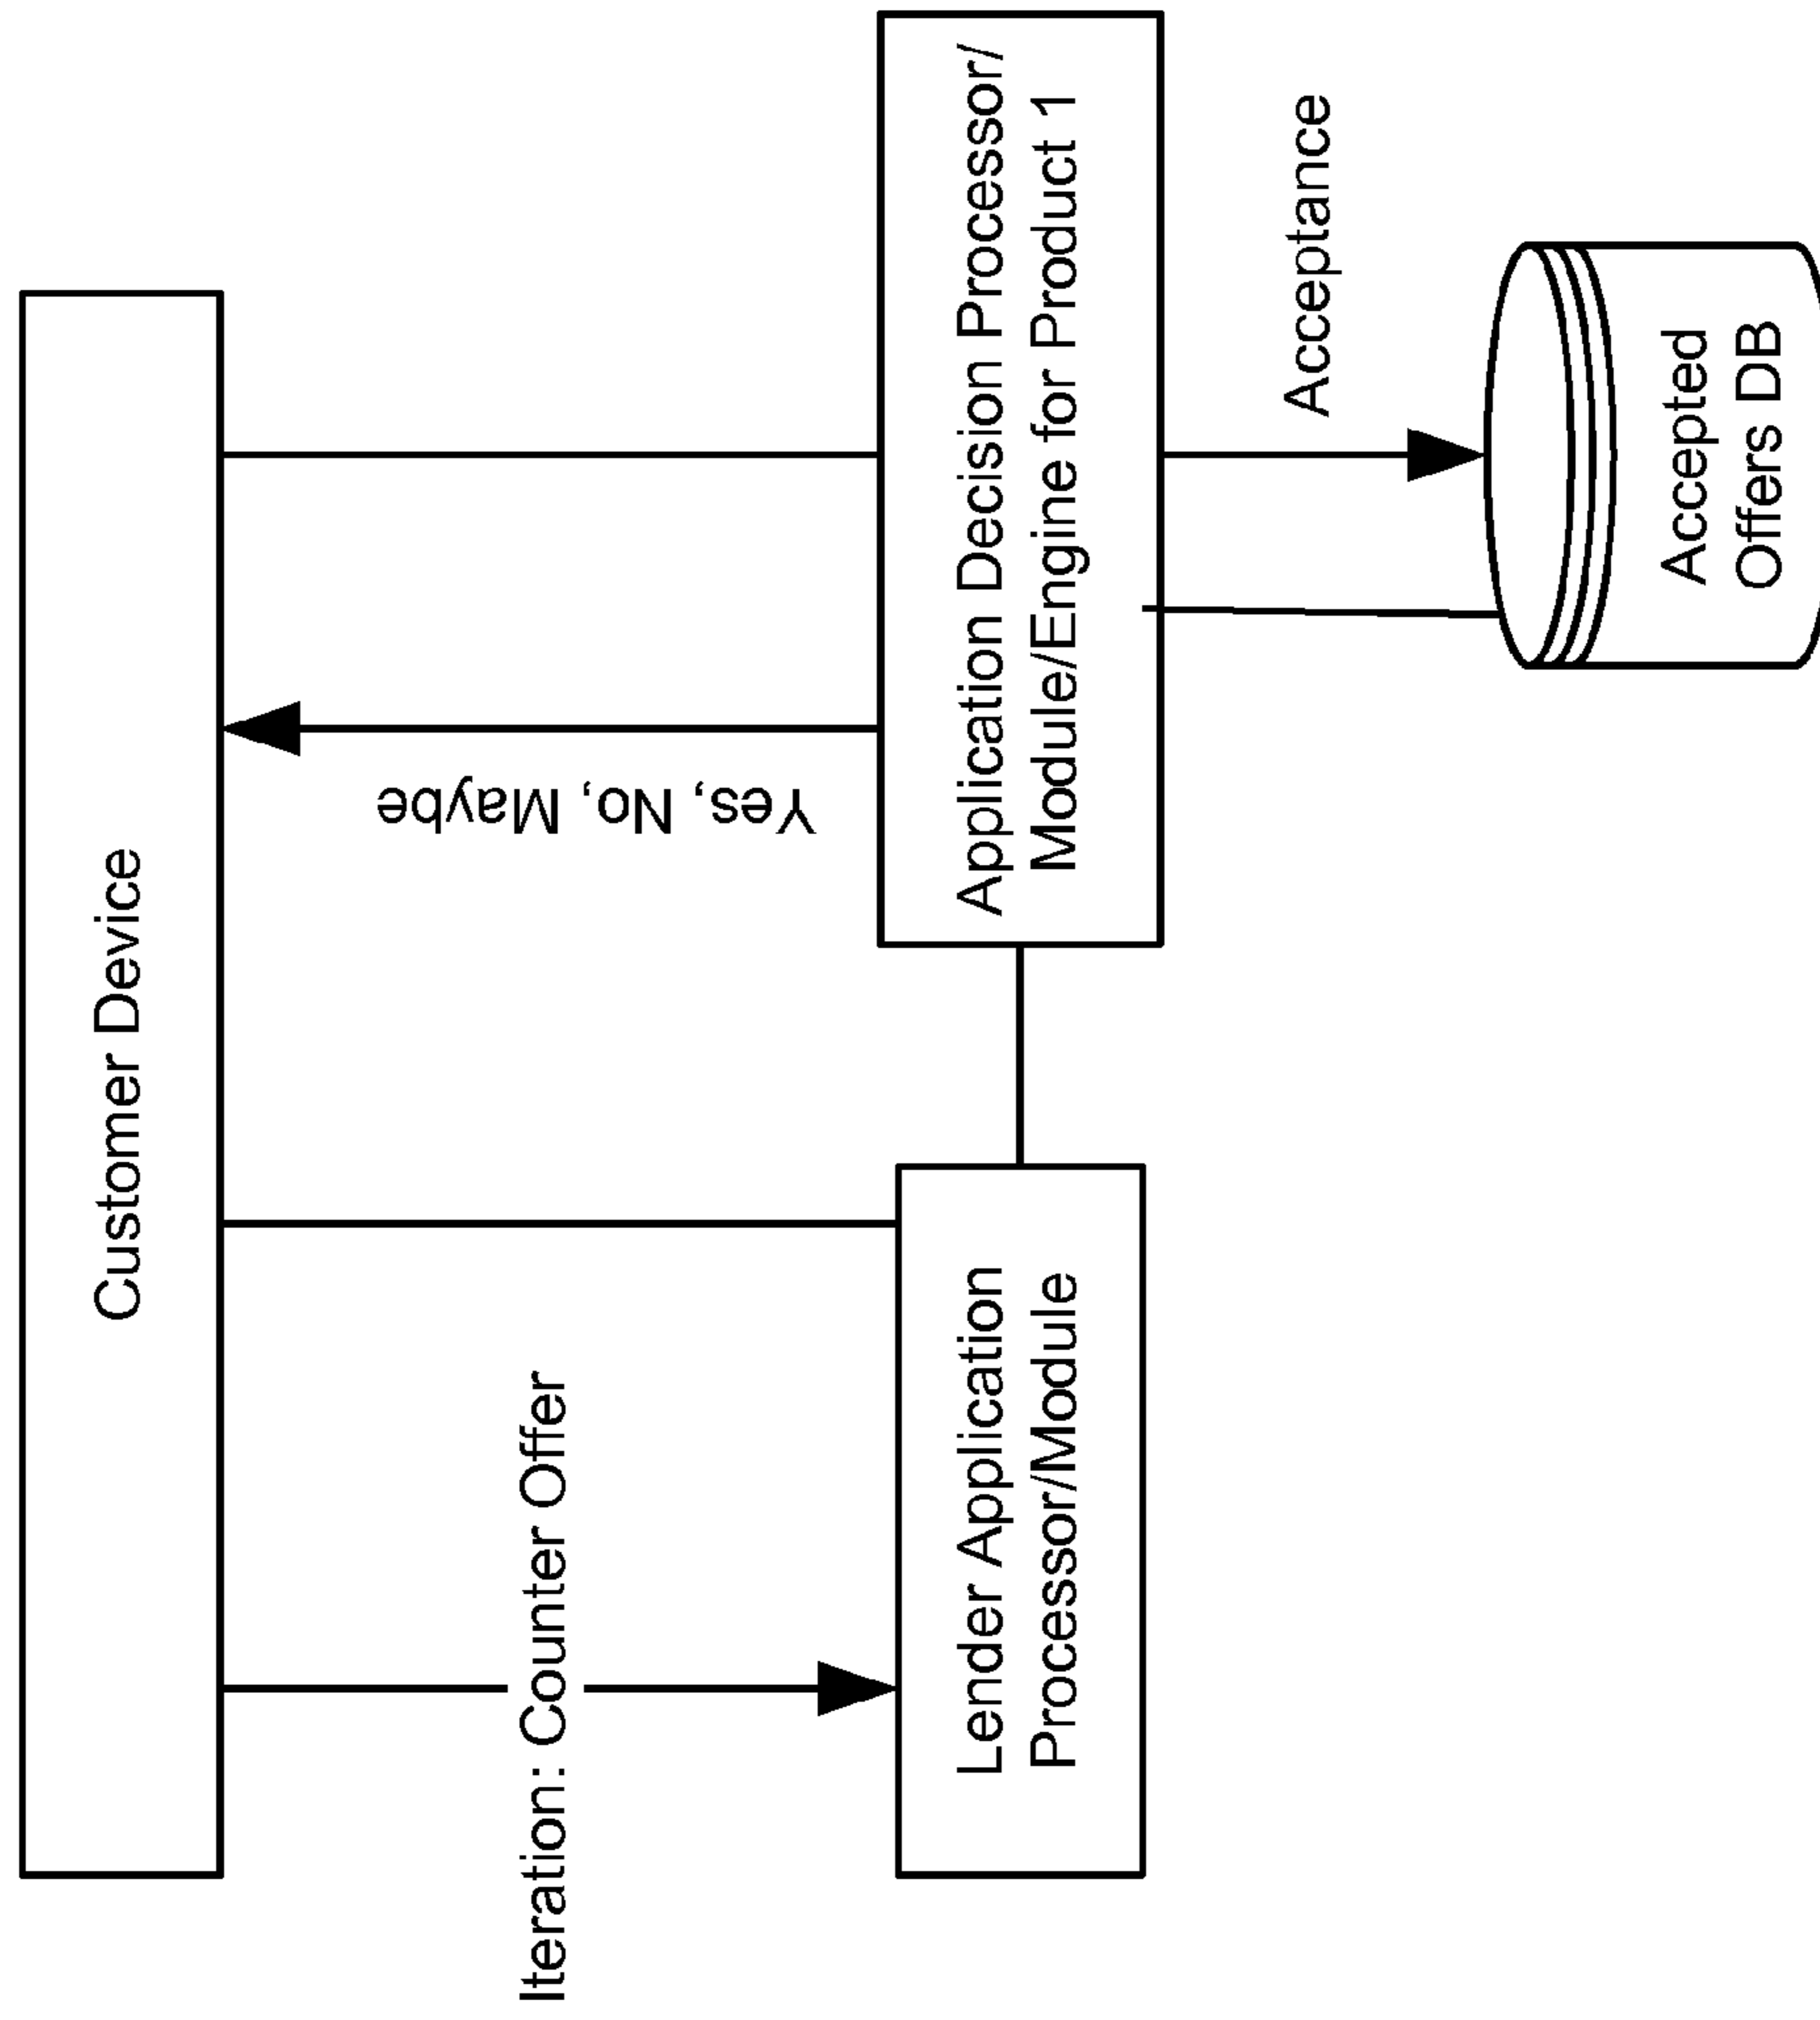 Customer Device
Iteration: Counter Offer
Yes, No, Maybe
Lender Application
Processor/Module
Application Decision Processor/
Module/Engine for Product 1
Acceptance
Accepted
Offers DB